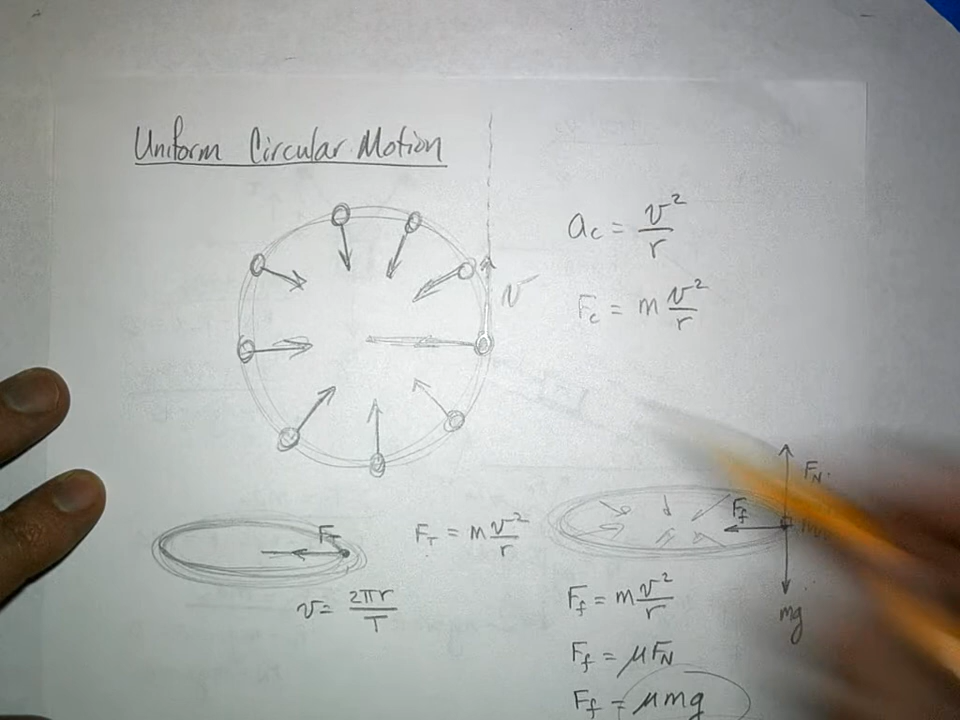 Uniform Circular Motion
a_c = v²/r
v
F_c = m v²/r
F_N
F_f
F_T
F_T = m v²/r
v = 2πr/T
F_f = m v²/r
mg
F_f = μF_N
F_f = μmg